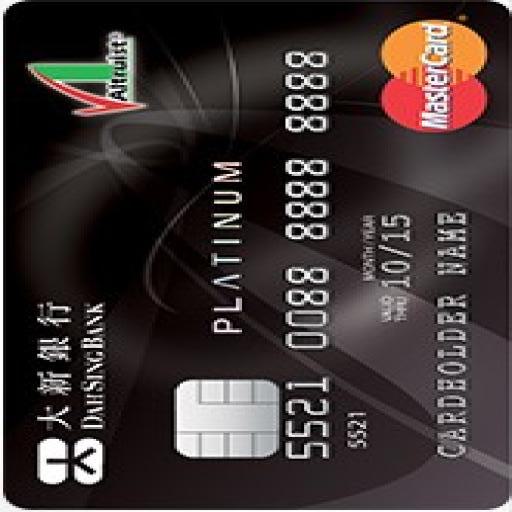 大新銀行
DAH SING BANK
PLATINUM
5521 0088 8888 8888
5521
MONTH/YEAR
VALID THRU 10/15
CARDHOLDER NAME
MasterCard